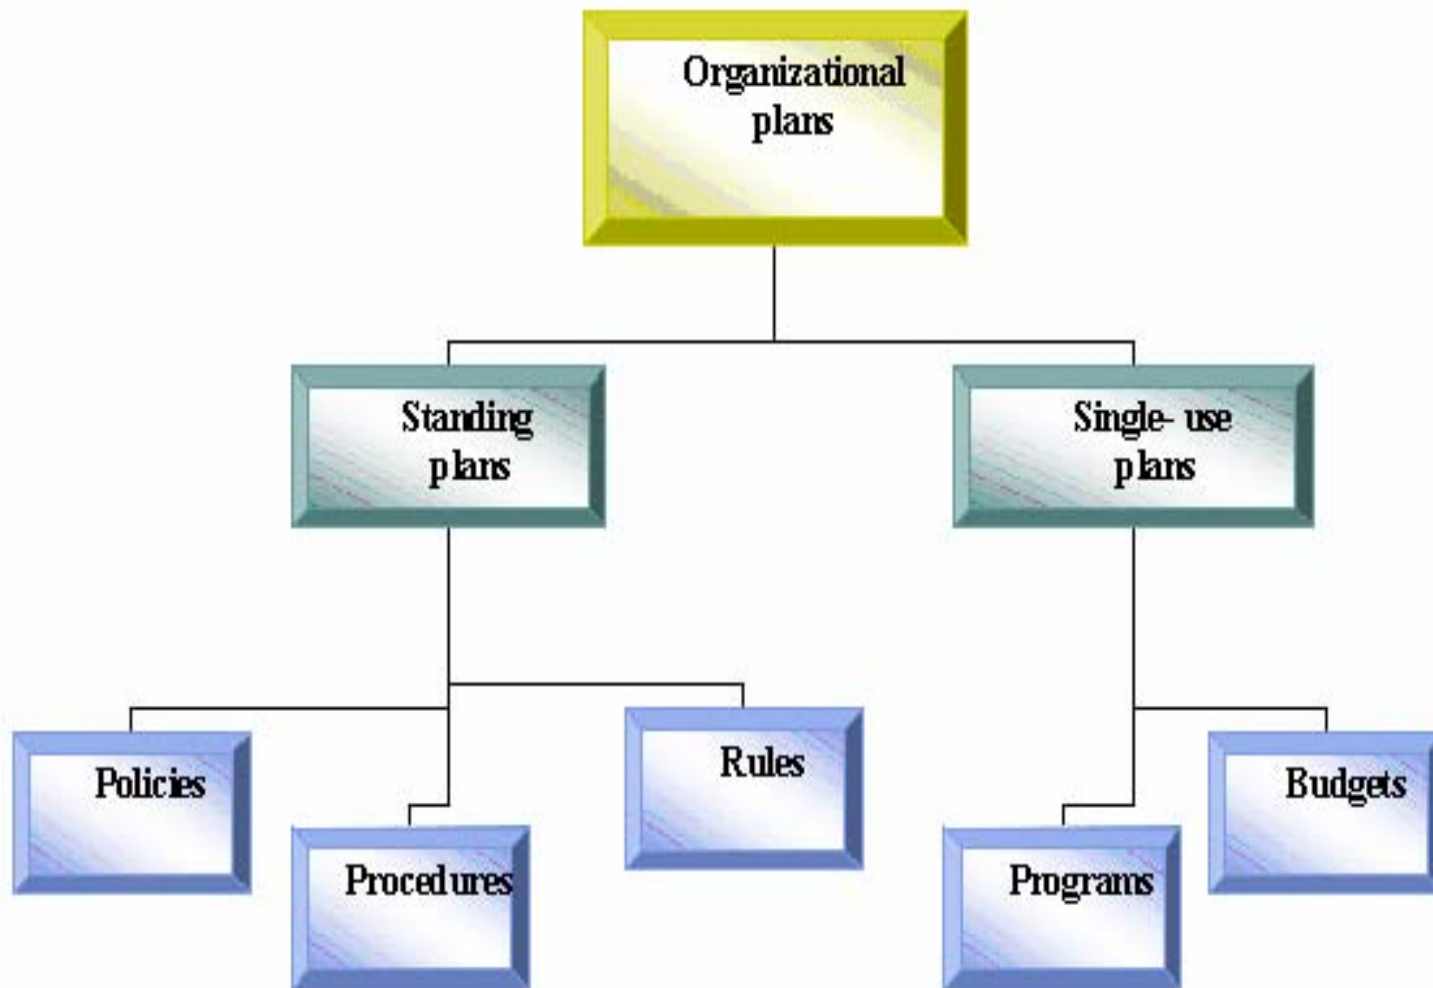 Organizational
plans
Standing
plans
Single- use
plans
Policies
Procedures
Rules
Programs
Budgets